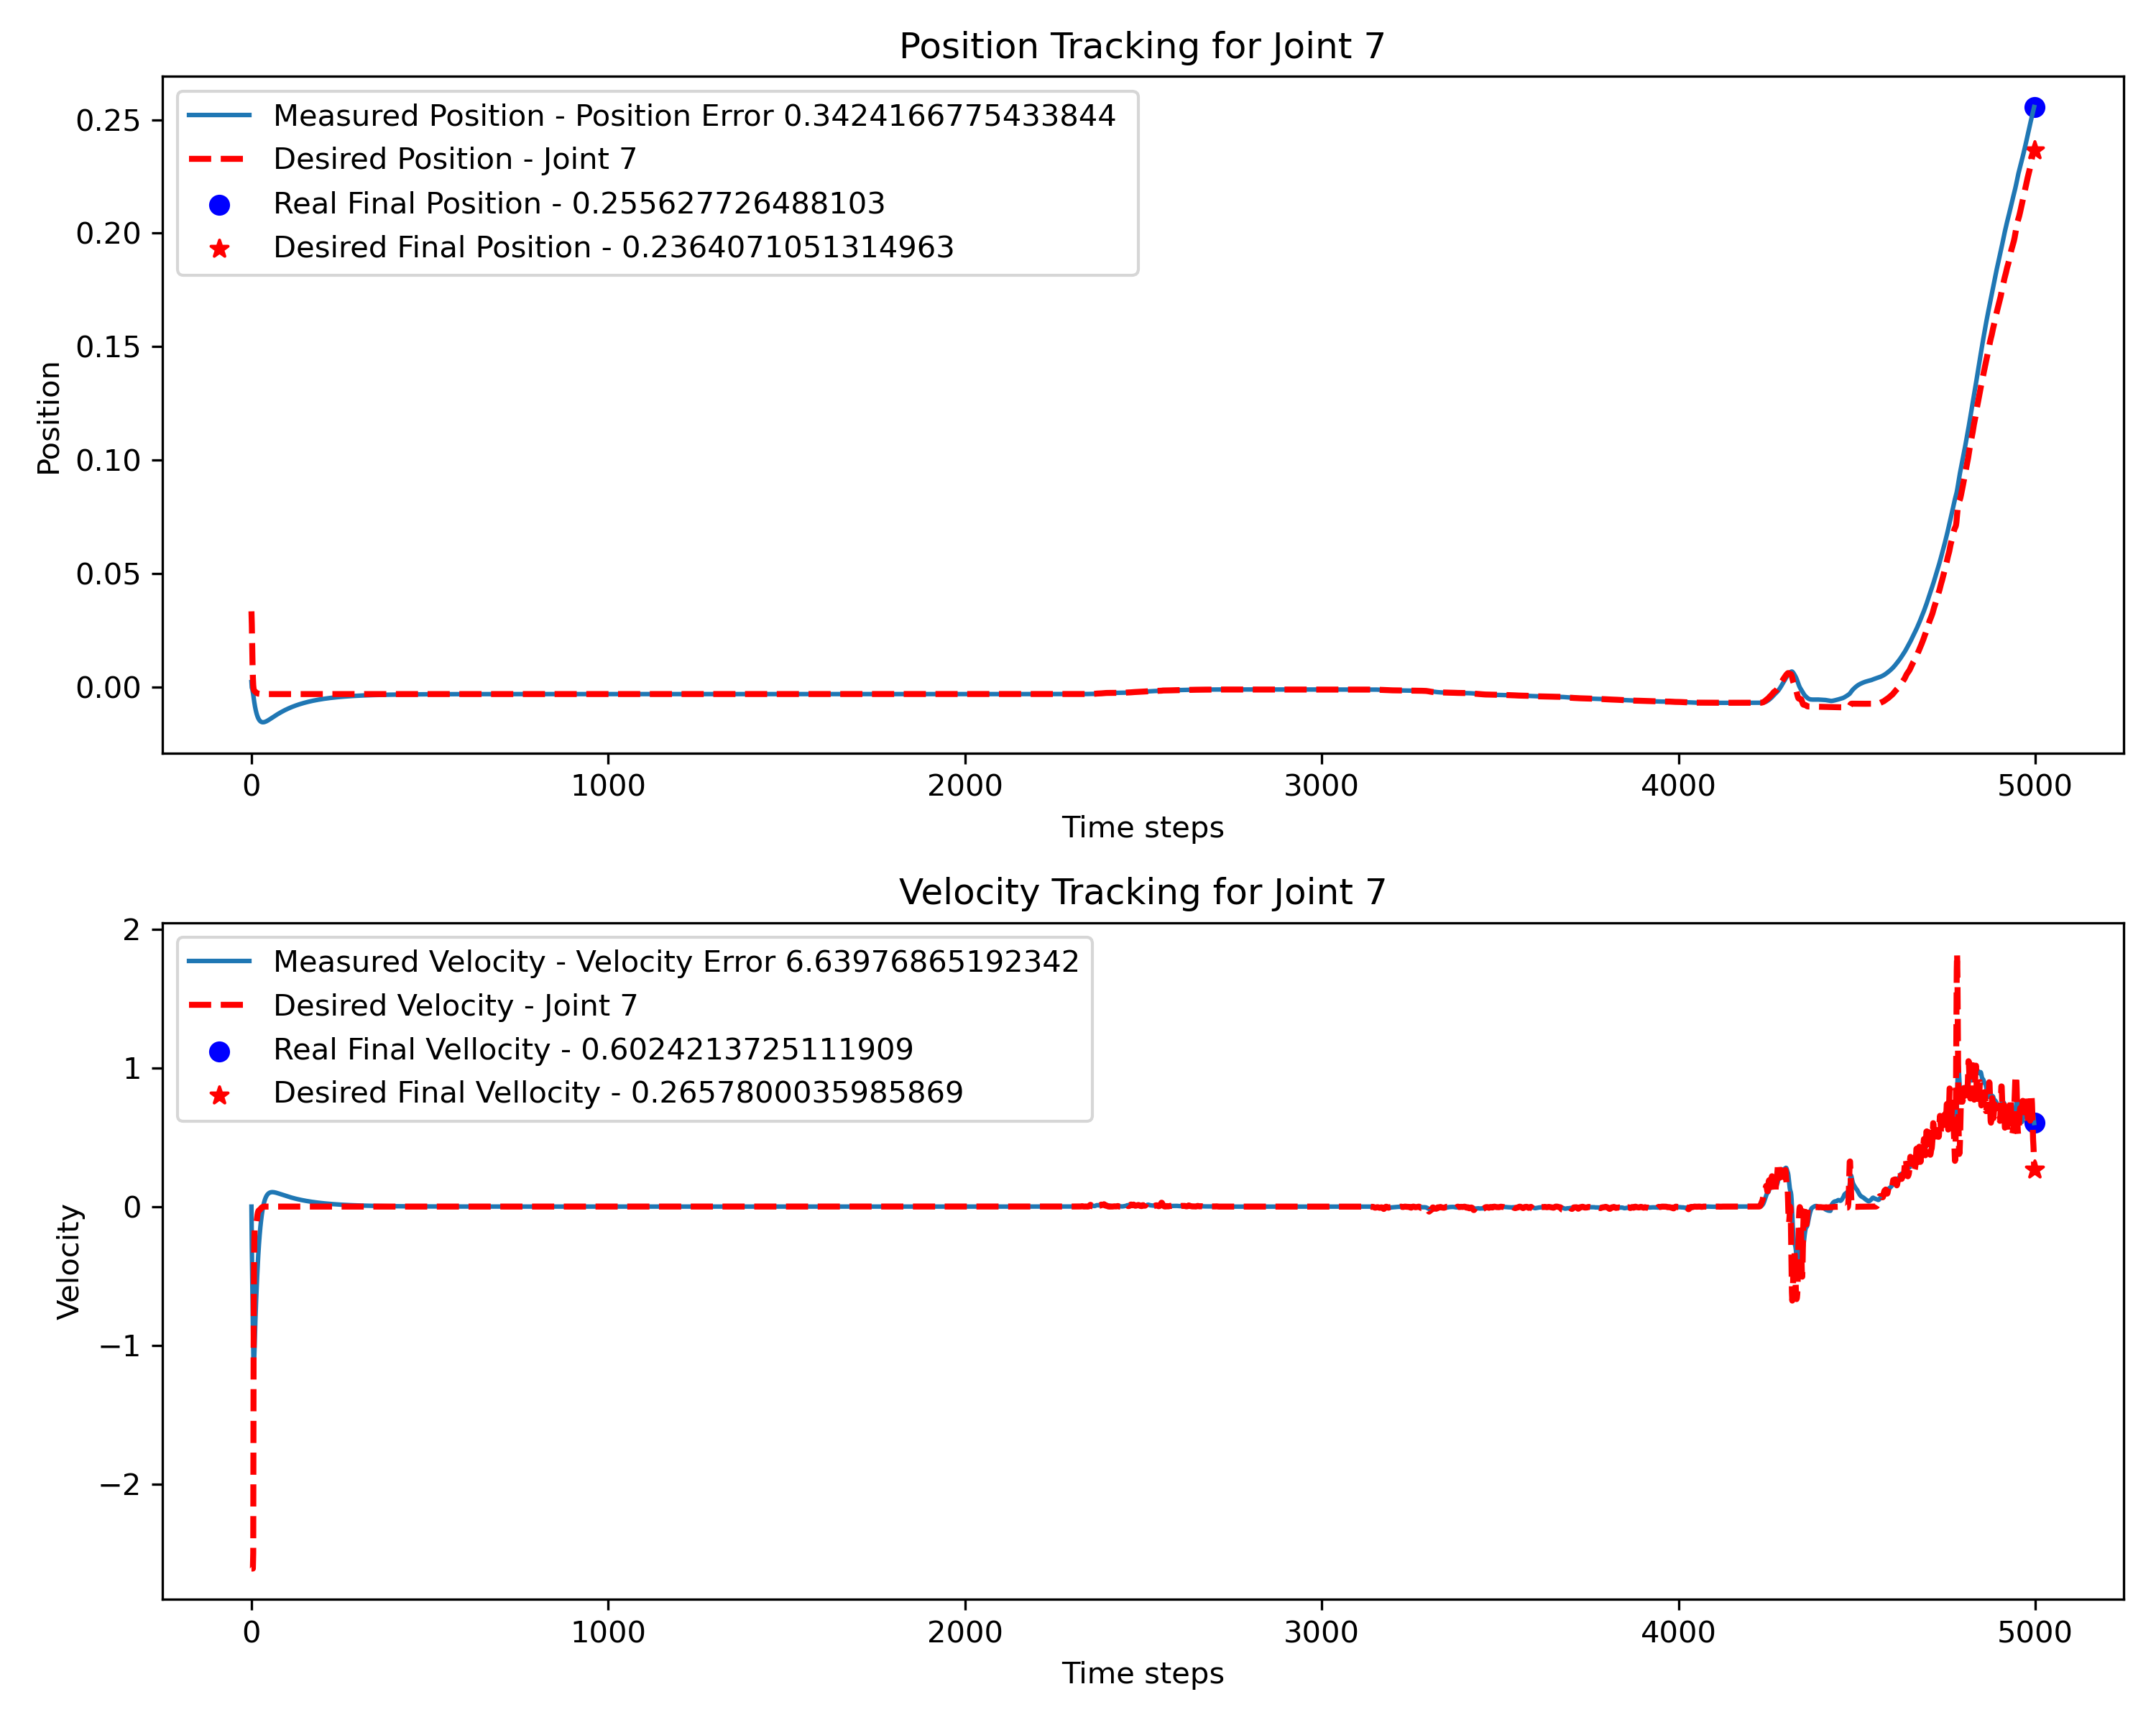 Position Tracking for Joint 7
Measured Position - Position Error 0.3424166775433844
Desired Position - Joint 7
Real Final Position - 0.255627726488103
Desired Final Position - 0.2364071051314963
0.25
0.20
0.15
0.10
0.05
0.00
Position
0 1000 2000 3000 4000 5000
Time steps
Velocity Tracking for Joint 7
Measured Velocity - Velocity Error 6.63976865192342
Desired Velocity - Joint 7
Real Final Vellocity - 0.6024213725111909
Desired Final Vellocity - 0.2657800035985869
2
1
0
−1
−2
Velocity
0 1000 2000 3000 4000 5000
Time steps